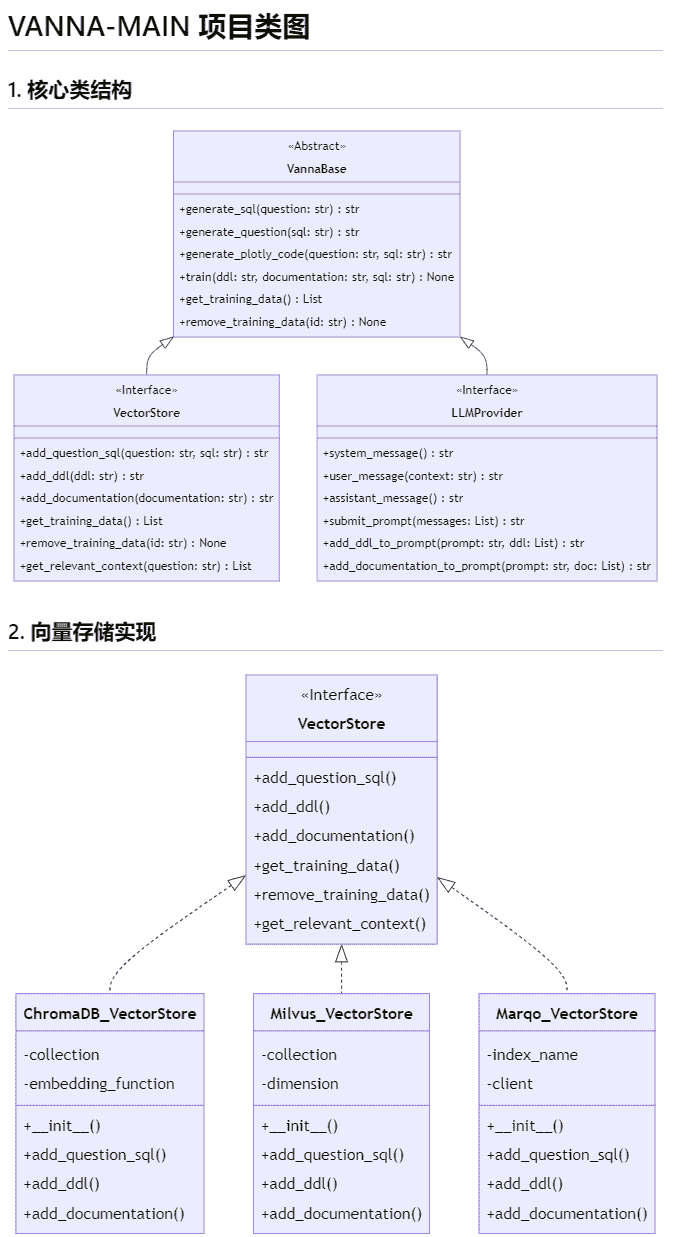 VANNA-MAIN 项目类图
1. 核心类结构
«Abstract»
VannaBase
+generate_sql(question: str) : str
+generate_question(sql: str) : str
+generate_plotly_code(question: str, sql: str) : str
+train(ddl: str, documentation: str, sql: str) : None
+get_training_data() : List
+remove_training_data(id: str) : None
«Interface»
VectorStore
+add_question_sql(question: str, sql: str) : str
+add_ddl(ddl: str) : str
+add_documentation(documentation: str) : str
+get_training_data() : List
+remove_training_data(id: str) : None
+get_relevant_context(question: str) : List
«Interface»
LLMProvider
+system_message() : str
+user_message(context: str) : str
+assistant_message() : str
+submit_prompt(messages: List) : str
+add_ddl_to_prompt(prompt: str, ddl: List) : str
+add_documentation_to_prompt(prompt: str, doc: List) : str
2. 向量存储实现
«Interface»
VectorStore
+add_question_sql()
+add_ddl()
+add_documentation()
+get_training_data()
+remove_training_data()
+get_relevant_context()
ChromaDB_VectorStore
-collection
-embedding_function
+__init__()
+add_question_sql()
+add_ddl()
+add_documentation()
Milvus_VectorStore
-collection
-dimension
+__init__()
+add_question_sql()
+add_ddl()
+add_documentation()
Marqo_VectorStore
-index_name
-client
+__init__()
+add_question_sql()
+add_ddl()
+add_documentation()